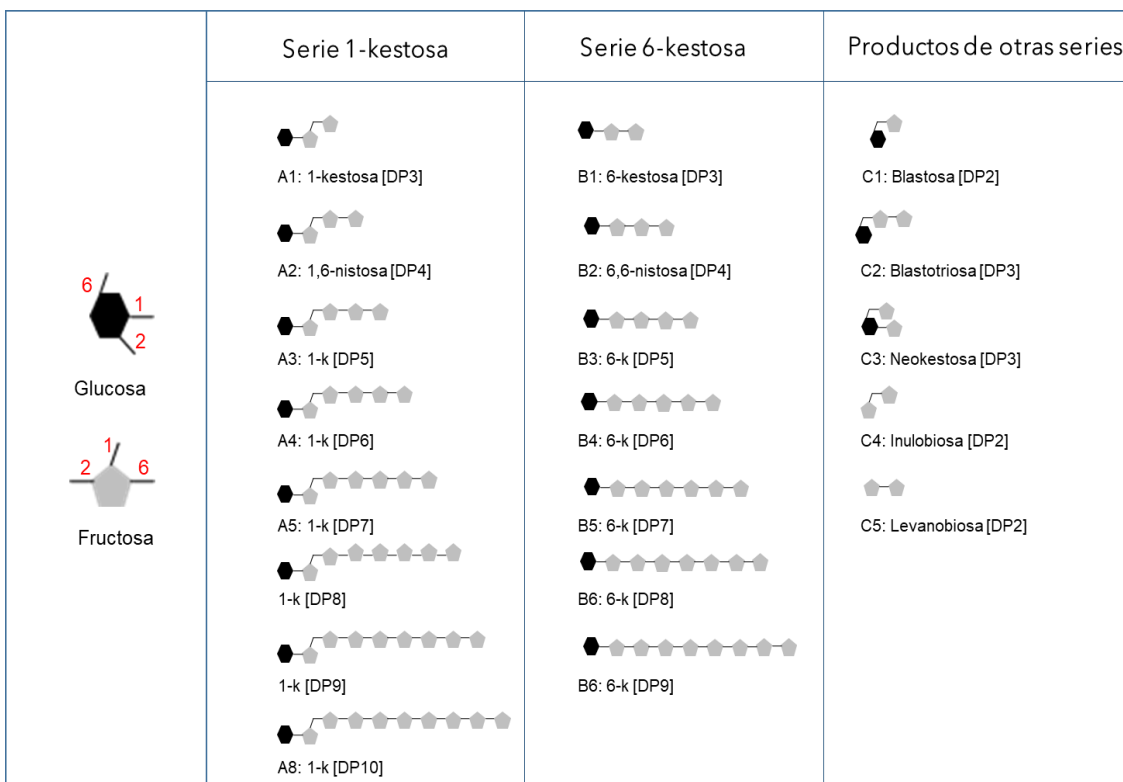 Serie 1-kestosa
Serie 6-kestosa
Productos de otras series
6
1
2
Glucosa
1
2
6
Fructosa
A1: 1-kestosa [DP3]
B1: 6-kestosa [DP3]
C1: Blastosa [DP2]
A2: 1,6-nistosa [DP4]
B2: 6,6-nistosa [DP4]
C2: Blastotriosa [DP3]
A3: 1-k [DP5]
B3: 6-k [DP5]
C3: Neokestosa [DP3]
A4: 1-k [DP6]
B4: 6-k [DP6]
C4: Inulobiosa [DP2]
A5: 1-k [DP7]
B5: 6-k [DP7]
C5: Levanobiosa [DP2]
1-k [DP8]
B6: 6-k [DP8]
1-k [DP9]
B6: 6-k [DP9]
A8: 1-k [DP10]